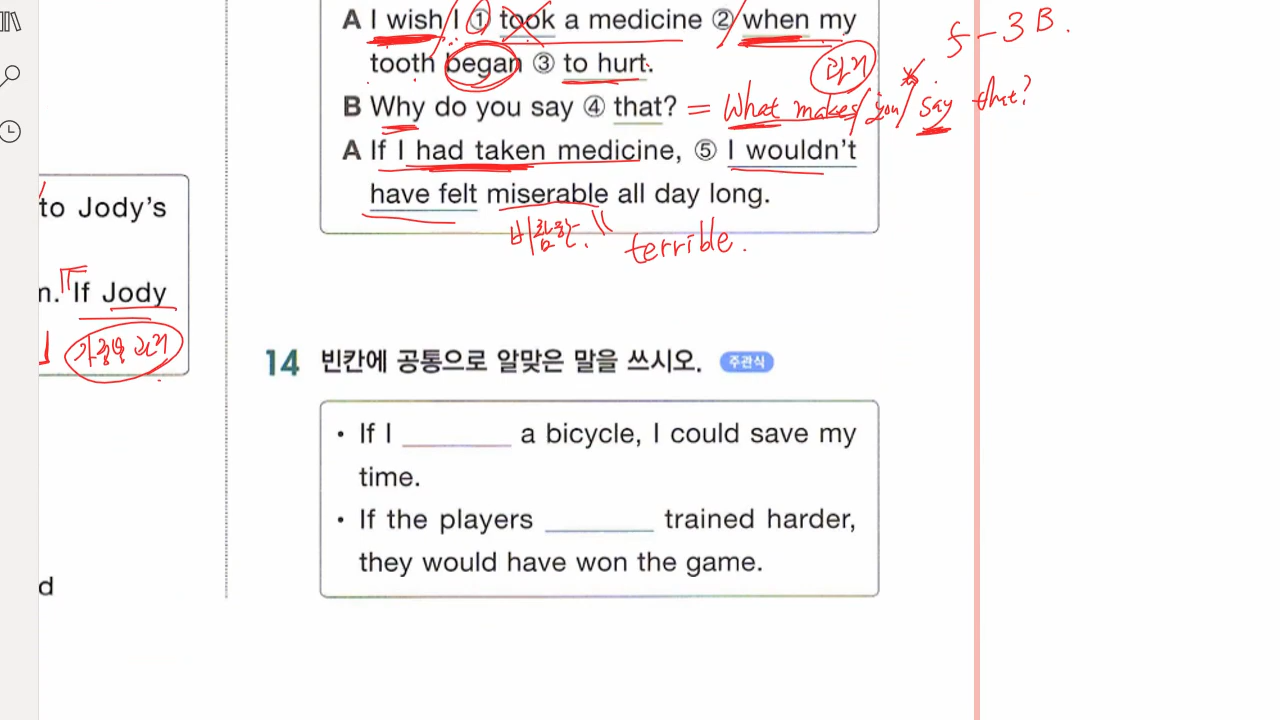 A I wish I ① took a medicine ② when my
tooth began ③ to hurt.
f-3 B.
과거
B Why do you say ④ that? = What makes you say that?
A If I had taken medicine, ⑤ I wouldn't
have felt miserable all day long.
비참한. terrible.
to Jody's
n. If Jody
가정법 과거
d
14 빈칸에 공통으로 알맞은 말을 쓰시오. 주관식
• If I ________ a bicycle, I could save my
time.
• If the players ________ trained harder,
they would have won the game.